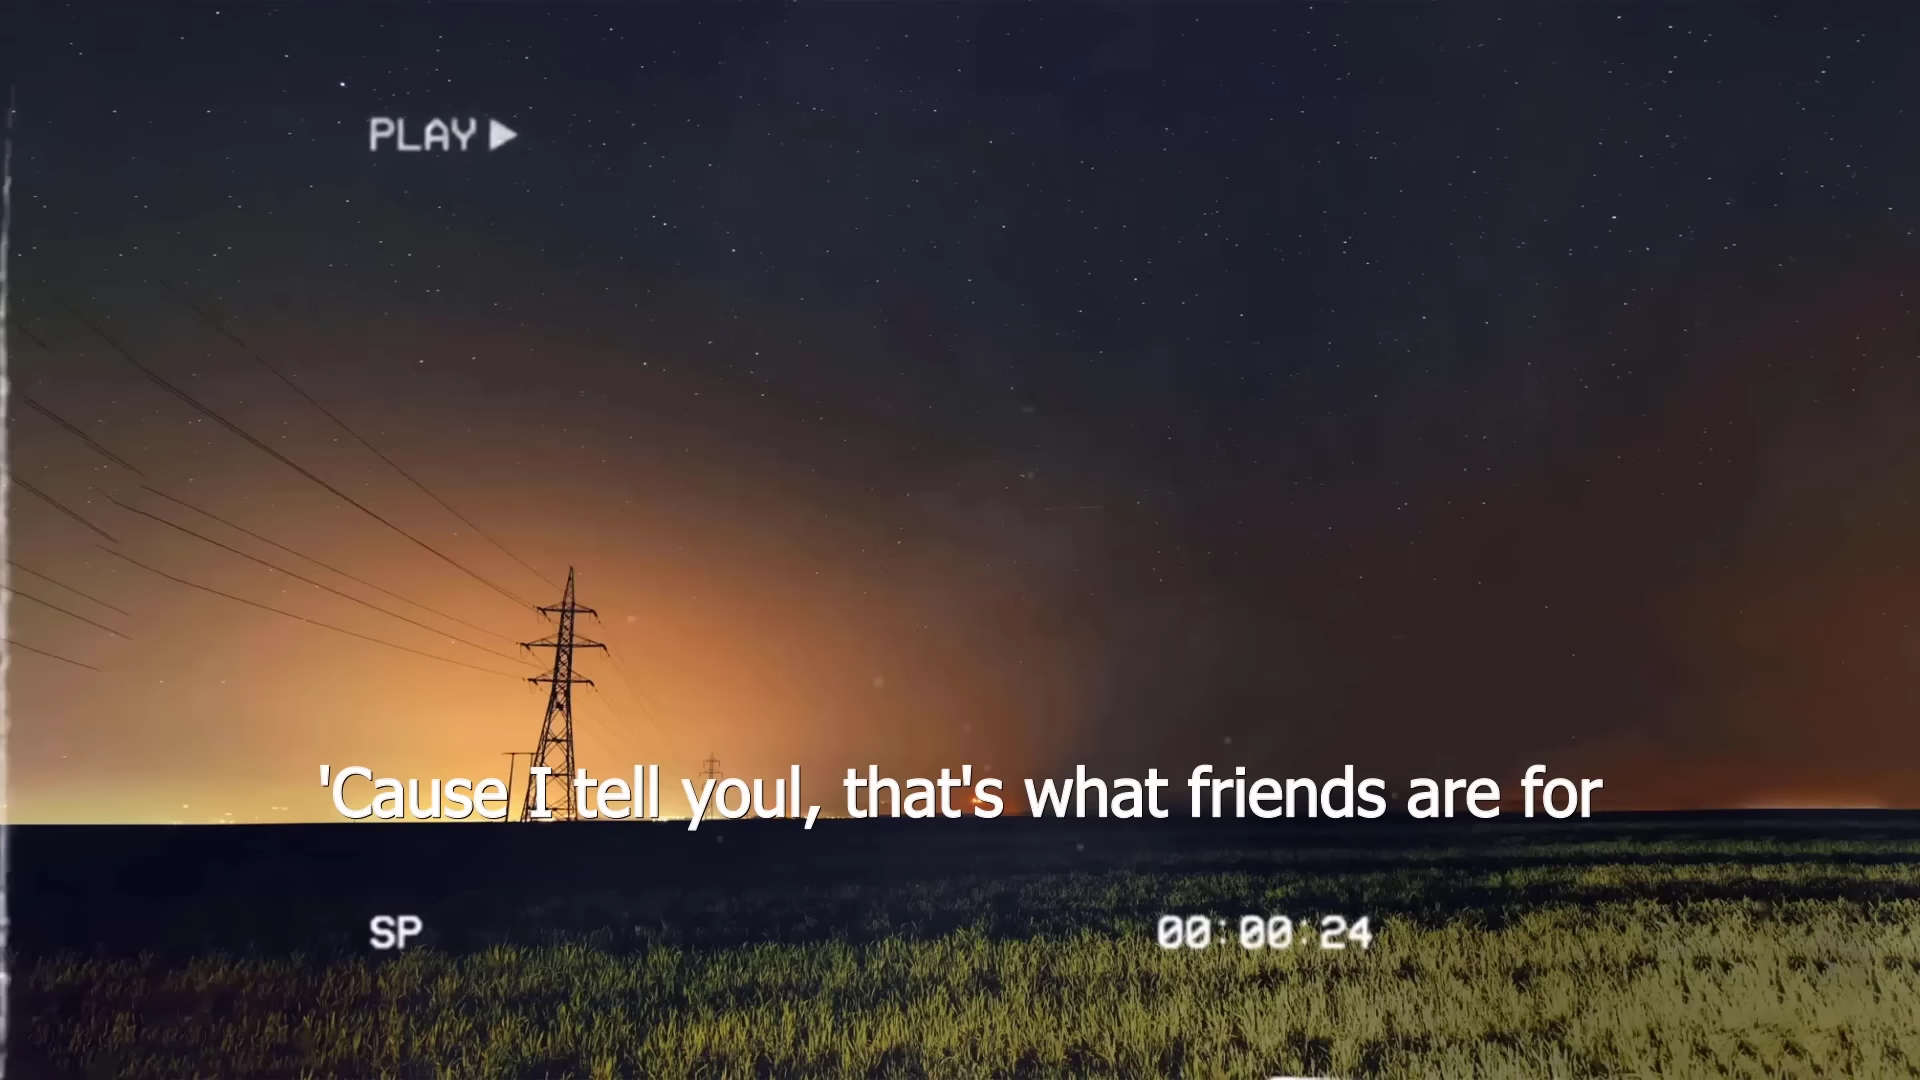 PLAY ▶
'Cause I tell youl, that's what friends are for
SP 00:00:24